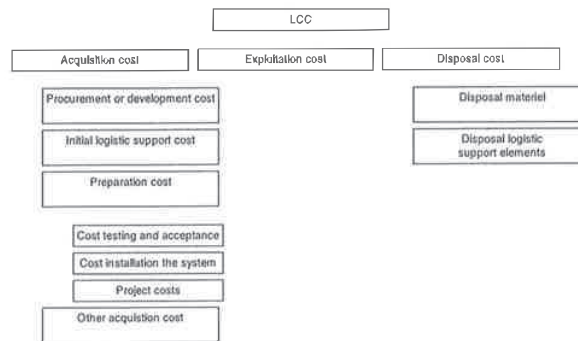 LCC
Acquisition cost
Exploitation cost
Disposal cost
Procurement or development cost
Initial logistic support cost
Preparation cost
Cost testing and acceptance
Cost installation the system
Project costs
Other acquistion cost
Disposal materiel
Disposal logistic
support elements